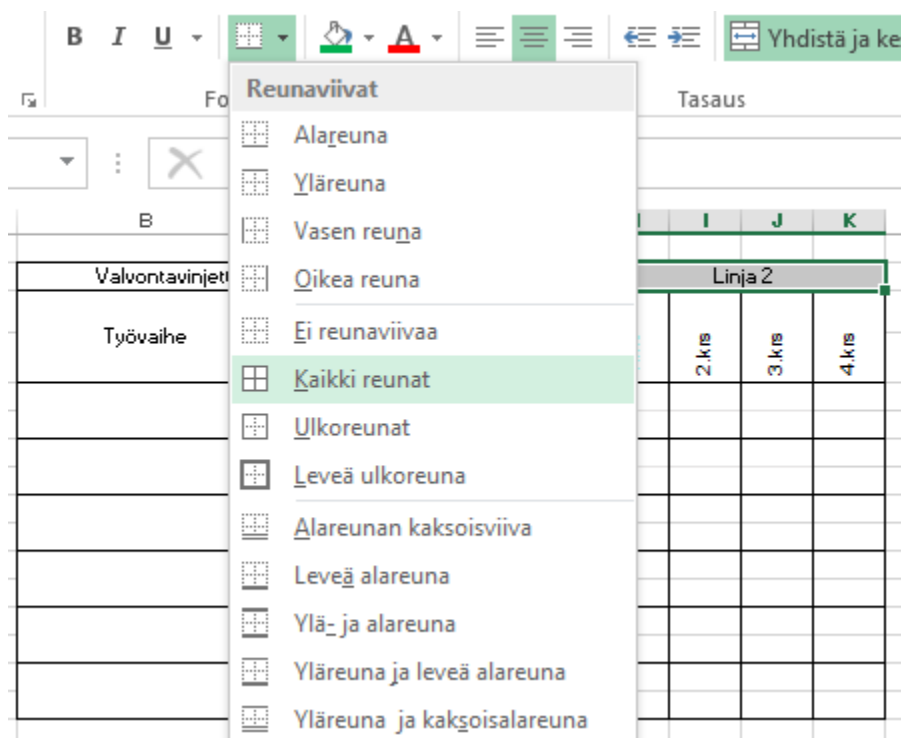 B I U A Yhdistä ja ke
Fo Tasaus
Reunaviivat
Alareuna
Yläreuna
Vasen reuna
Oikea reuna
Ei reunaviivaa
Kaikki reunat
Ulkoreunat
Leveä ulkoreuna
Alareunan kaksoisviiva
Leveä alareuna
Ylä- ja alareuna
Yläreuna ja leveä alareuna
Yläreuna ja kaksoisalareuna
B I J K
Valvontavinjett Linja 2
Työvaihe 2.krs 3.krs 4.krs